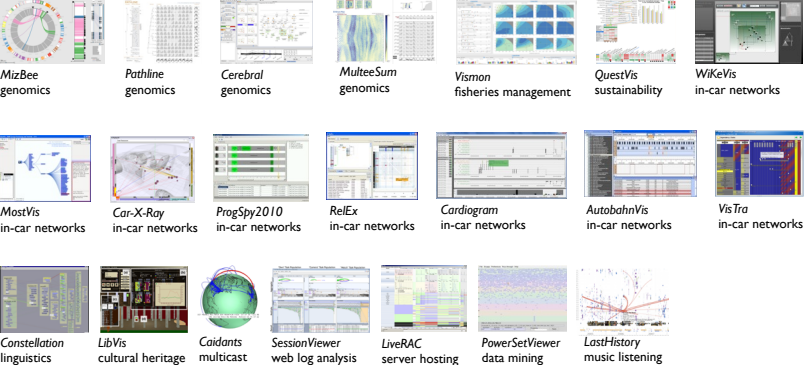 MizBee
genomics
Pathline
genomics
Cerebral
genomics
MulteeSum
genomics
Vismon
fisheries management
QuestVis
sustainability
WiKeVis
in-car networks
MostVis
in-car networks
Car-X-Ray
in-car networks
ProgSpy2010
in-car networks
RelEx
in-car networks
Cardiogram
in-car networks
AutobahnVis
in-car networks
VisTra
in-car networks
Constellation
linguistics
LibVis
cultural heritage
Caidants
multicast
SessionViewer
web log analysis
LiveRAC
server hosting
PowerSetViewer
data mining
LastHistory
music listening